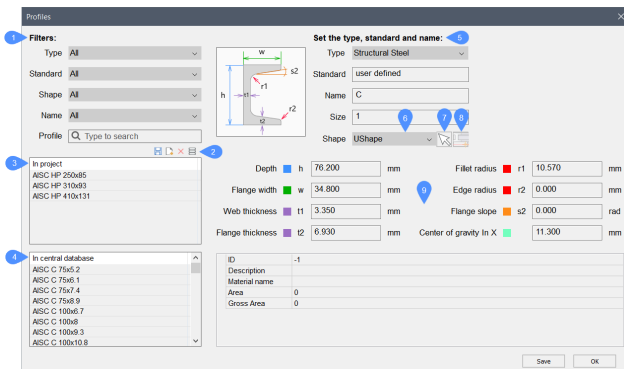 Profiles
1 Filters:
Type All
Standard All
Shape All
Name All
Profile Type to search
2
3 In project
AISC HP 250x85
AISC HP 310x93
AISC HP 410x131
4 In central database
AISC C 75x5.2
AISC C 75x6.1
AISC C 75x7.4
AISC C 75x8.9
AISC C 100x6.7
AISC C 100x8
AISC C 100x9.3
AISC C 100x10.8
w
s2
r1
h t1
r2
t2
Set the type, standard and name: 5
Type Structural Steel
Standard user defined
Name C
Size 1
6 7 8
Shape UShape
Depth h 76.200 mm
Flange width w 34.800 mm
Web thickness t1 3.350 mm
Flange thickness t2 6.930 mm
9
Fillet radius r1 10.570 mm
Edge radius r2 0.000 mm
Flange slope s2 0.000 rad
Center of gravity In X 11.300 mm
ID -1
Description
Material name
Area 0
Gross Area 0
Save OK